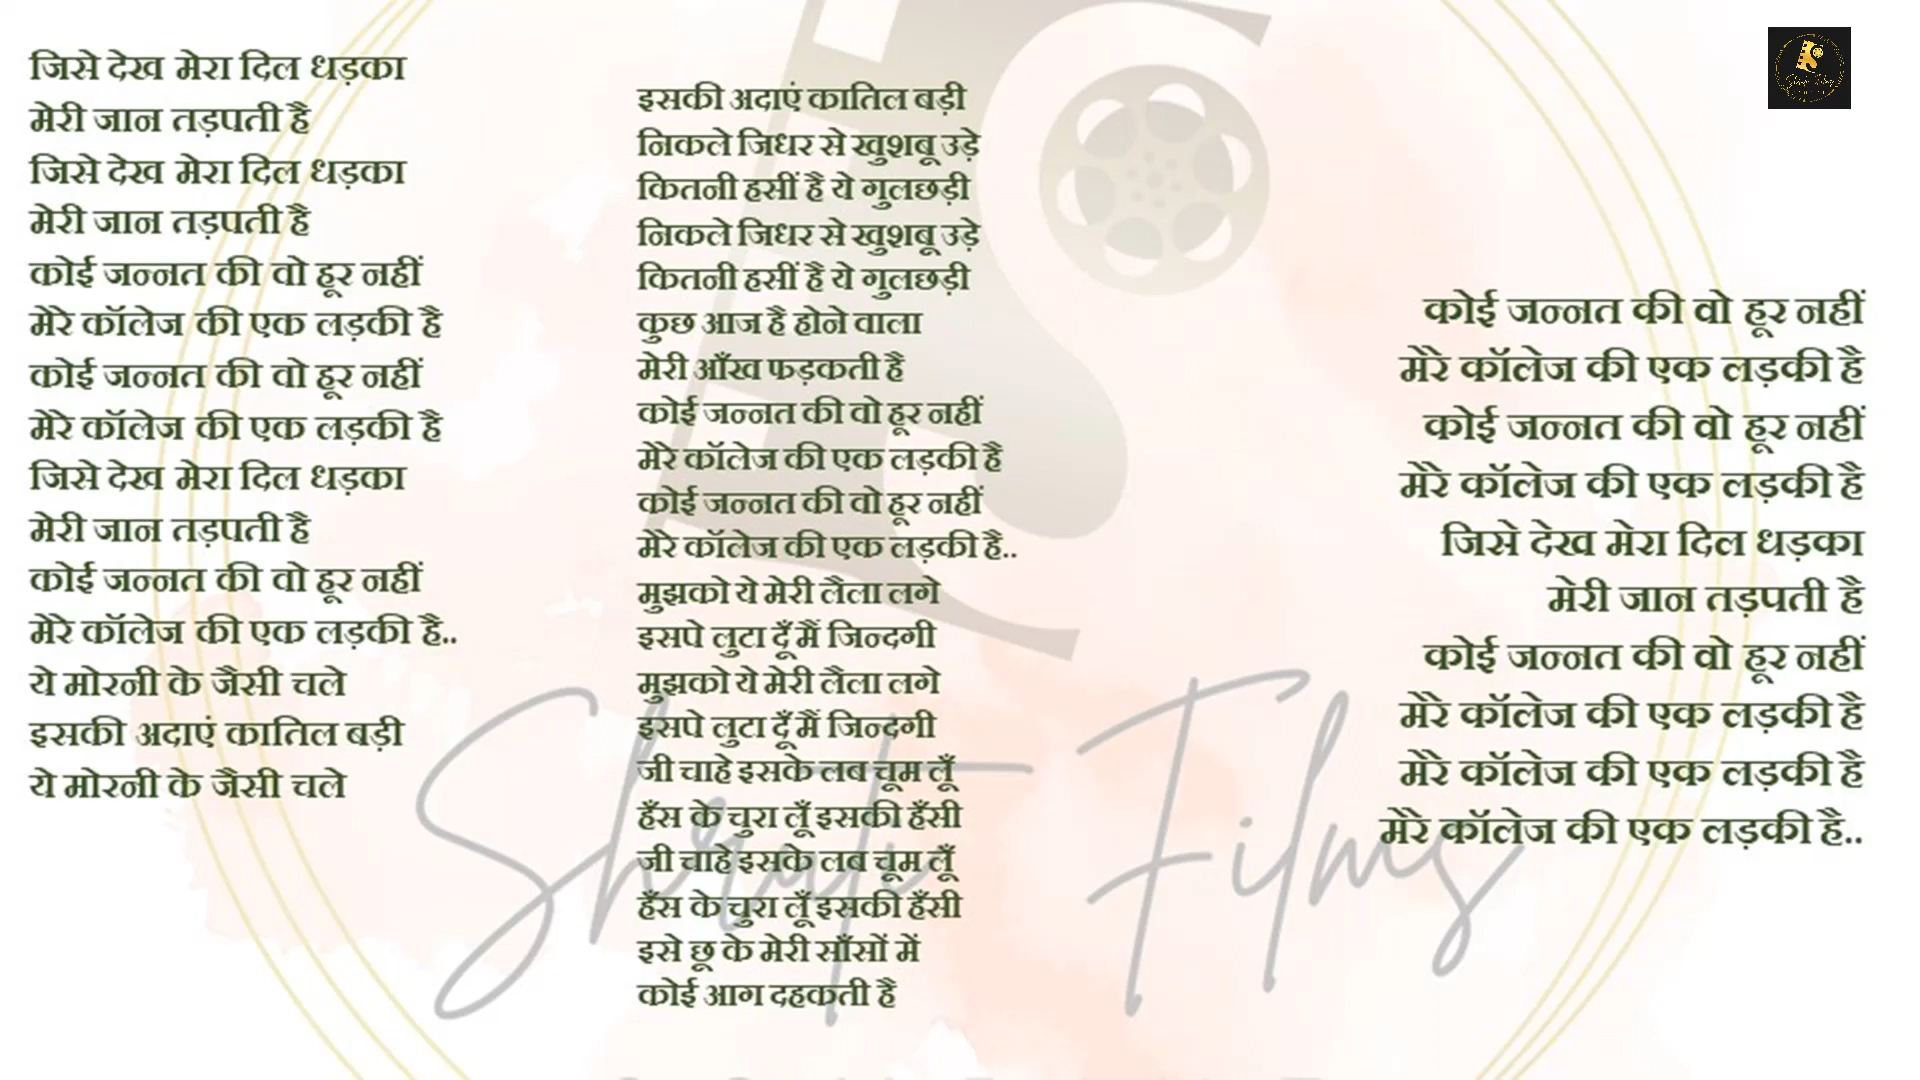 जिसे देख मेरा दिल धड़का
मेरी जान तड़पती है
जिसे देख मेरा दिल धड़का
मेरी जान तड़पती है
कोई जन्नत की वो हूर नहीं
मेरे कॉलेज की एक लड़की है
कोई जन्नत की वो हूर नहीं
मेरे कॉलेज की एक लड़की है
जिसे देख मेरा दिल धड़का
मेरी जान तड़पती है
कोई जन्नत की वो हूर नहीं
मेरे कॉलेज की एक लड़की है..
ये मोरनी के जैसी चले
इसकी अदाएं कातिल बड़ी
ये मोरनी के जैसी चले
इसकी अदाएं कातिल बड़ी
निकले जिधर से खुशबू उड़े
कितनी हसीं है ये गुलछड़ी
निकले जिधर से खुशबू उड़े
कितनी हसीं है ये गुलछड़ी
कुछ आज है होने वाला
मेरी आँख फड़कती है
कोई जन्नत की वो हूर नहीं
मेरे कॉलेज की एक लड़की है
कोई जन्नत की वो हूर नहीं
मेरे कॉलेज की एक लड़की है..
मुझको ये मेरी लैला लगे
इसपे लुटा दूँ मैं जिन्दगी
मुझको ये मेरी लैला लगे
इसपे लुटा दूँ मैं जिन्दगी
जी चाहे इसके लब चूम लूँ
हँस के चुरा लूँ इसकी हँसी
जी चाहे इसके लब चूम लूँ
हँस के चुरा लूँ इसकी हँसी
इसे छू के मेरी साँसों में
कोई आग दहकती है
कोई जन्नत की वो हूर नहीं
मेरे कॉलेज की एक लड़की है
कोई जन्नत की वो हूर नहीं
मेरे कॉलेज की एक लड़की है
जिसे देख मेरा दिल धड़का
मेरी जान तड़पती है
कोई जन्नत की वो हूर नहीं
मेरे कॉलेज की एक लड़की है
मेरे कॉलेज की एक लड़की है
मेरे कॉलेज की एक लड़की है..
Shruti Films